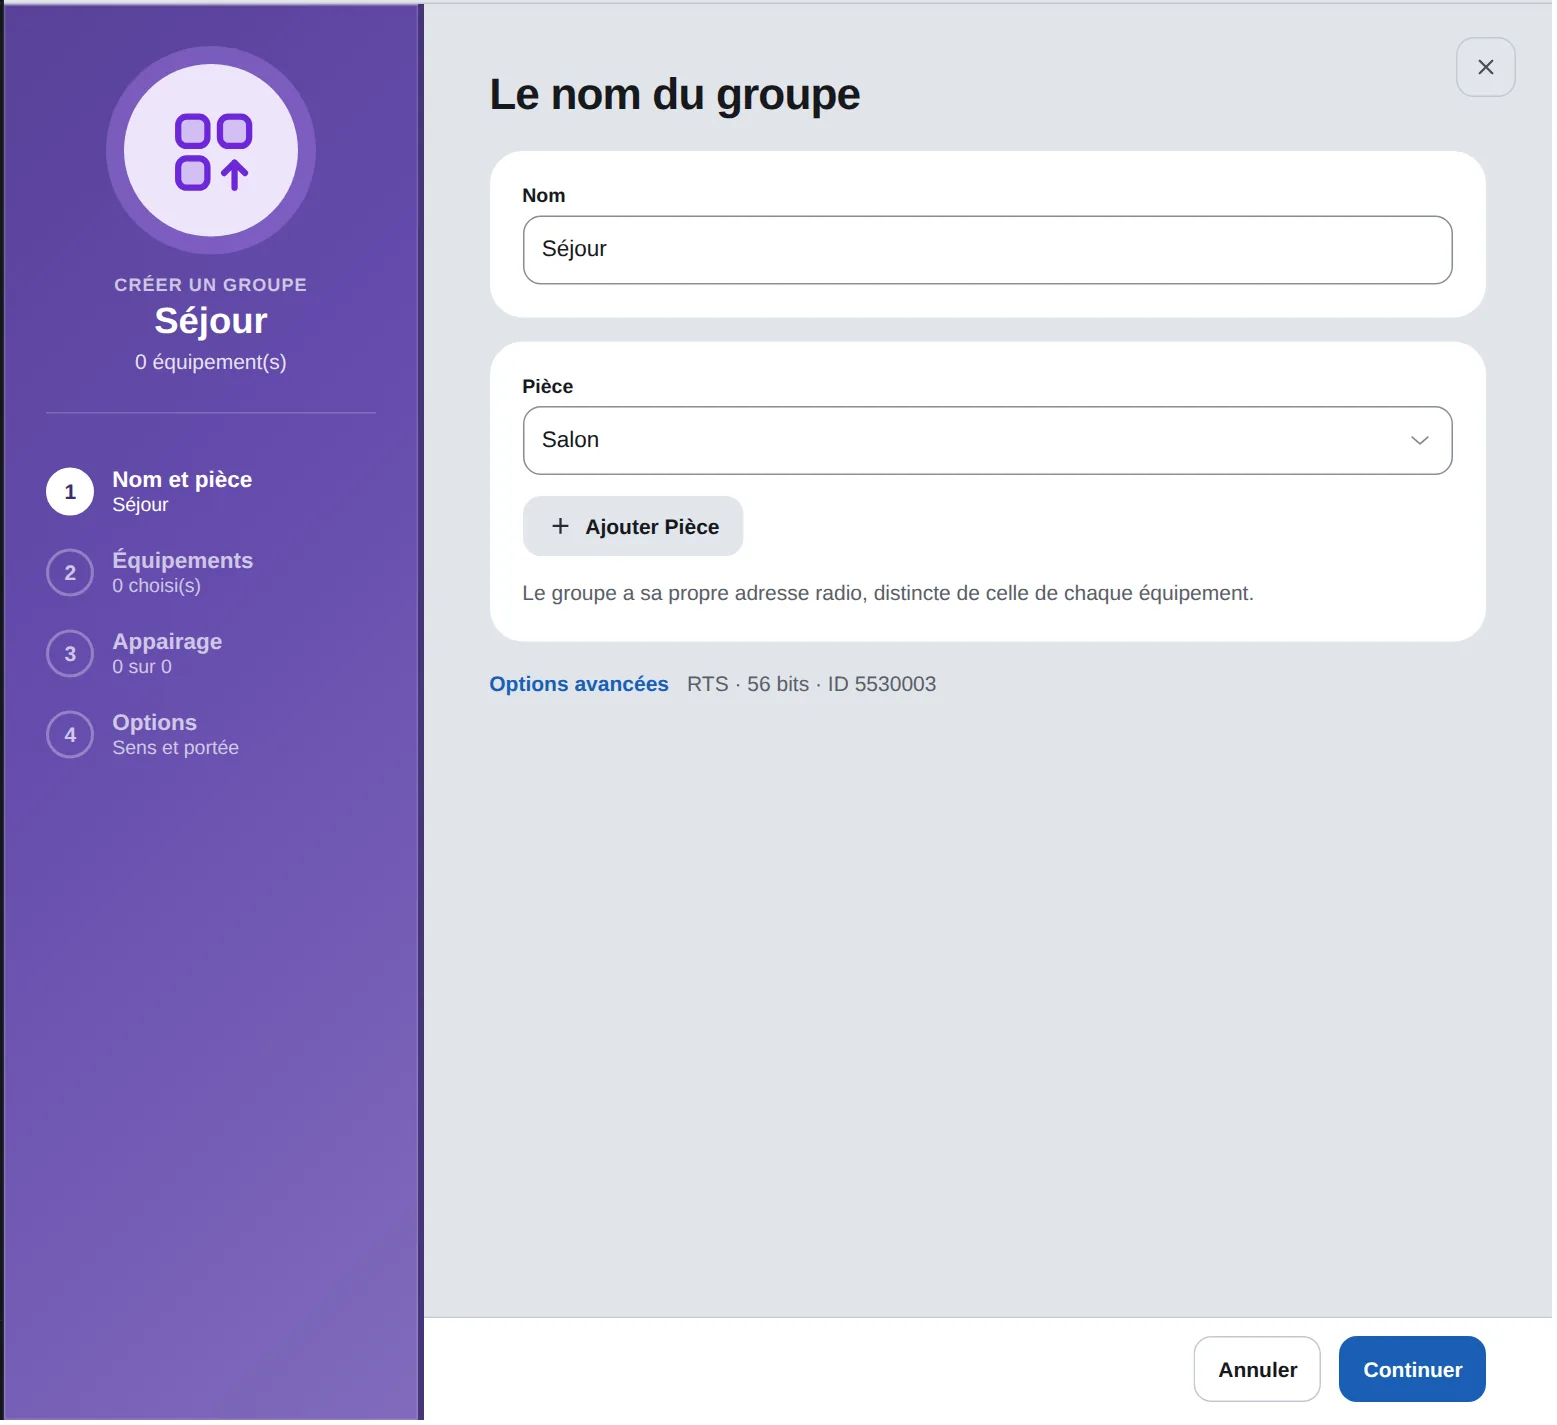 CRÉER UN GROUPE
Séjour
0 équipement(s)
1
Nom et pièce
Séjour
2
Équipements
0 choisi(s)
3
Appairage
0 sur 0
4
Options
Sens et portée
Le nom du groupe
Nom
Séjour
Pièce
Salon
Ajouter Pièce
Le groupe a sa propre adresse radio, distincte de celle de chaque équipement.
Options avancées RTS · 56 bits · ID 5530003
Annuler Continuer